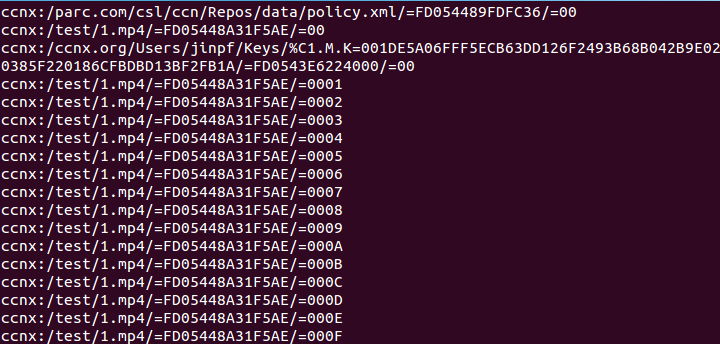 ccnx:/parc.com/csl/ccn/Repos/data/policy.xml/=FD054489FDFC36/=00
ccnx:/test/1.mp4/=FD05448A31F5AE/=00
ccnx:/ccnx.org/Users/jinpf/Keys/%C1.M.K=001DE5A06FFF5ECB63DD126F2493B68B042B9E02
0385F220186CFBDBD13BF2FB1A/=FD0543E6224000/=00
ccnx:/test/1.mp4/=FD05448A31F5AE/=0001
ccnx:/test/1.mp4/=FD05448A31F5AE/=0002
ccnx:/test/1.mp4/=FD05448A31F5AE/=0003
ccnx:/test/1.mp4/=FD05448A31F5AE/=0004
ccnx:/test/1.mp4/=FD05448A31F5AE/=0005
ccnx:/test/1.mp4/=FD05448A31F5AE/=0006
ccnx:/test/1.mp4/=FD05448A31F5AE/=0007
ccnx:/test/1.mp4/=FD05448A31F5AE/=0008
ccnx:/test/1.mp4/=FD05448A31F5AE/=0009
ccnx:/test/1.mp4/=FD05448A31F5AE/=000A
ccnx:/test/1.mp4/=FD05448A31F5AE/=000B
ccnx:/test/1.mp4/=FD05448A31F5AE/=000C
ccnx:/test/1.mp4/=FD05448A31F5AE/=000D
ccnx:/test/1.mp4/=FD05448A31F5AE/=000E
ccnx:/test/1.mp4/=FD05448A31F5AE/=000F